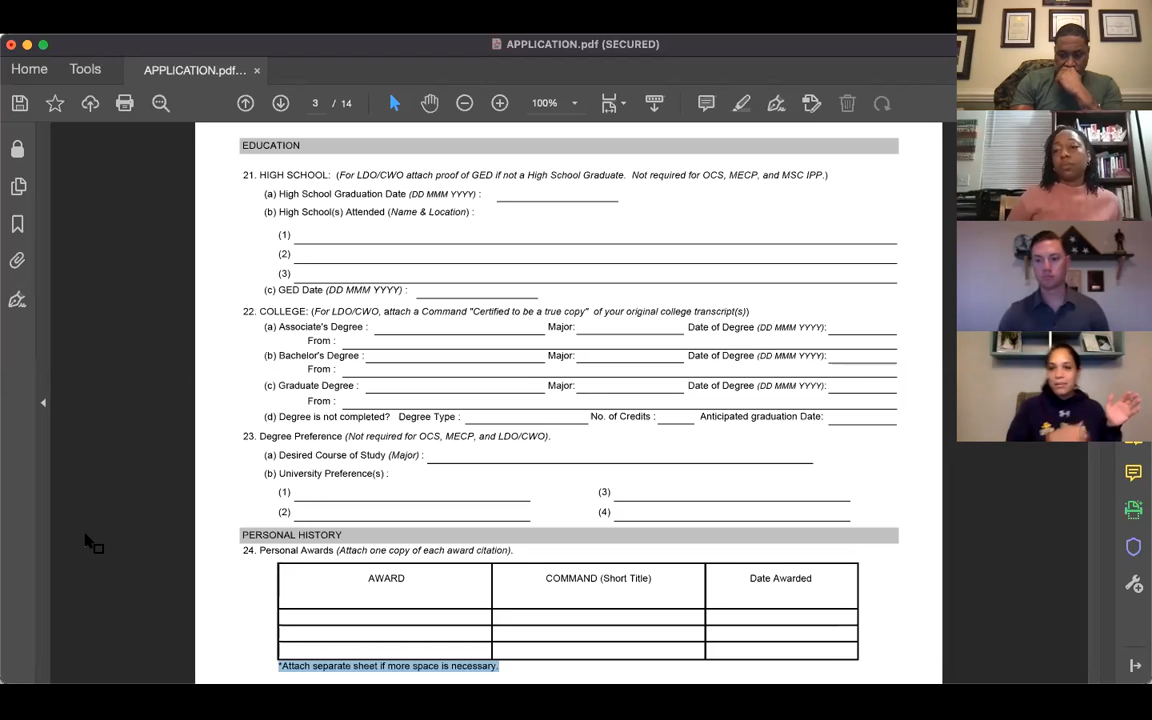 APPLICATION.pdf (SECURED)
Home Tools APPLICATION.pdf... ×
3 / 14 100%
EDUCATION
21. HIGH SCHOOL: (For LDO/CWO attach proof of GED if not a High School Graduate. Not required for OCS, MECP, and MSC IPP.)
(a) High School Graduation Date (DD MMM YYYY) :
(b) High School(s) Attended (Name & Location) :
(1)
(2)
(3)
(c) GED Date (DD MMM YYYY) :
22. COLLEGE: (For LDO/CWO, attach a Command "Certified to be a true copy" of your original college transcript(s))
(a) Associate's Degree : Major: Date of Degree (DD MMM YYYY):
From :
(b) Bachelor's Degree : Major: Date of Degree (DD MMM YYYY):
From :
(c) Graduate Degree : Major: Date of Degree (DD MMM YYYY):
From :
(d) Degree is not completed? Degree Type : No. of Credits : Anticipated graduation Date:
23. Degree Preference (Not required for OCS, MECP, and LDO/CWO).
(a) Desired Course of Study (Major) :
(b) University Preference(s) :
(1) (3)
(2) (4)
PERSONAL HISTORY
24. Personal Awards (Attach one copy of each award citation).
AWARD COMMAND (Short Title) Date Awarded
*Attach separate sheet if more space is necessary.